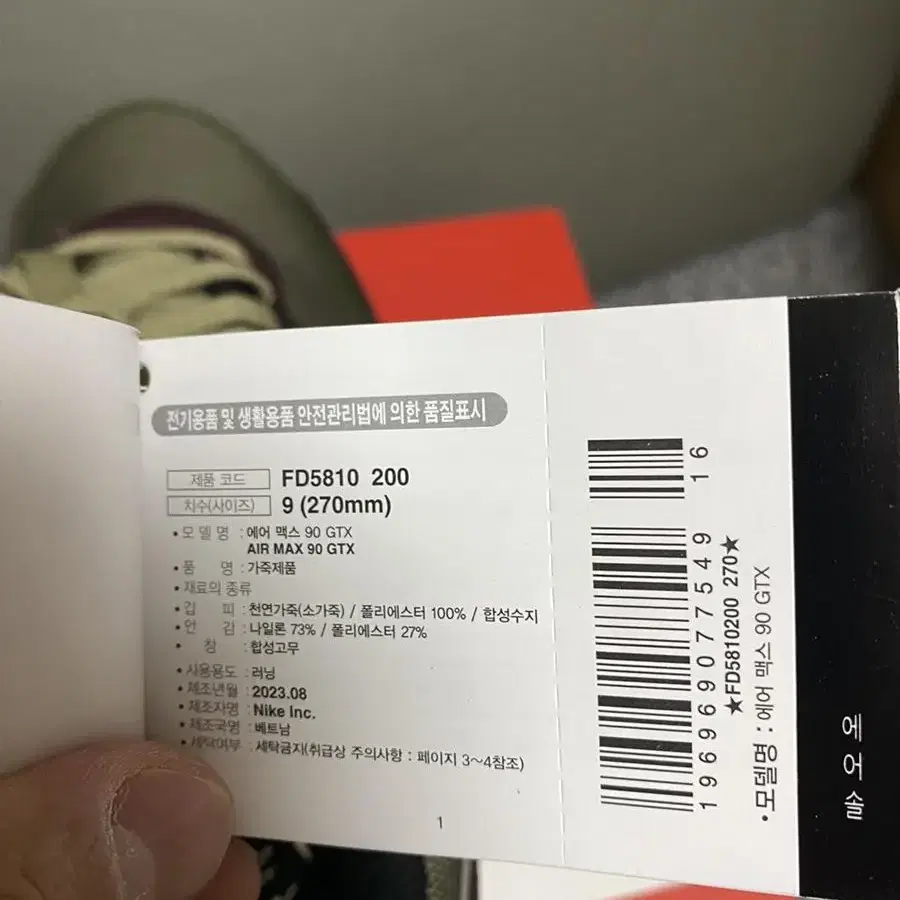 전기용품 및 생활용품 안전관리법에 의한 품질표시
제품 코드 FD5810 200
치수(사이즈) 9 (270mm)
• 모 델 명 : 에어 맥스 90 GTX
AIR MAX 90 GTX
• 품 명 : 가죽제품
• 재료의 종류
• 겉 피 : 천연가죽(소가죽) / 폴리에스터 100% / 합성수지
• 안 감 : 나일론 73% / 폴리에스터 27%
• 창 : 합성고무
• 사용용도 : 러닝
• 제조년월 : 2023.08
• 제조자명 : Nike Inc.
• 제조국명 : 베트남
• 세탁여부 : 세탁금지(취급상 주의사항 : 페이지 3~4참조)
1
196969077549 16
★FD5810200 270★
• 모델명 : 에어 맥스 90 GTX
에어솔